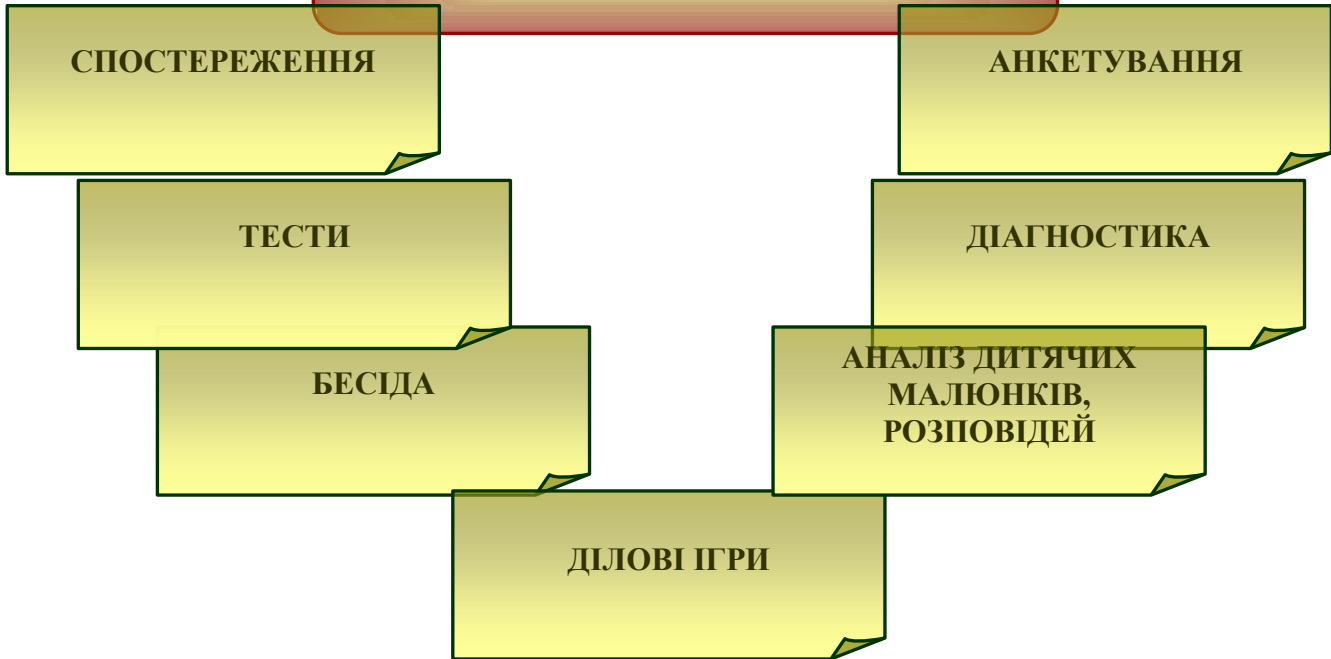 СПОСТЕРЕЖЕННЯ
АНКЕТУВАННЯ
ТЕСТИ
ДІАГНОСТИКА
БЕСІДА
АНАЛІЗ ДИТЯЧИХ
МАЛЮНКІВ,
РОЗПОВІДЕЙ
ДІЛОВІ ІГРИ